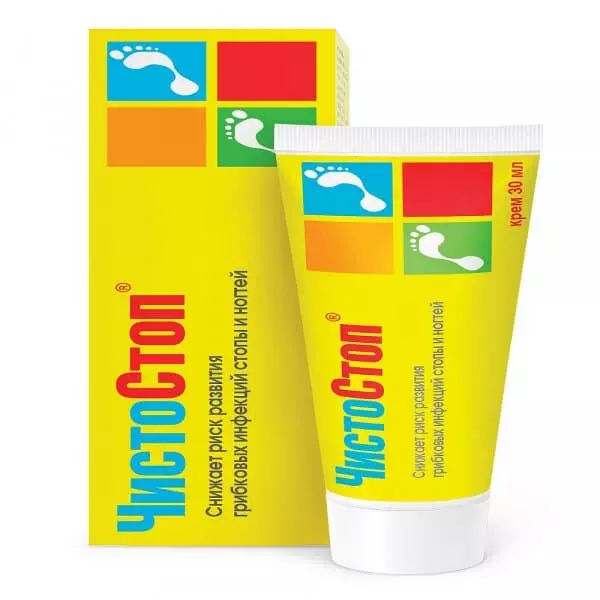 ЧистоСтоп®
Снижает риск развития
грибковых инфекций стопы и ногтей
крем 30 мл
ЧистоСтоп®
Снижает риск развития
грибковых инфекций стопы и ногтей